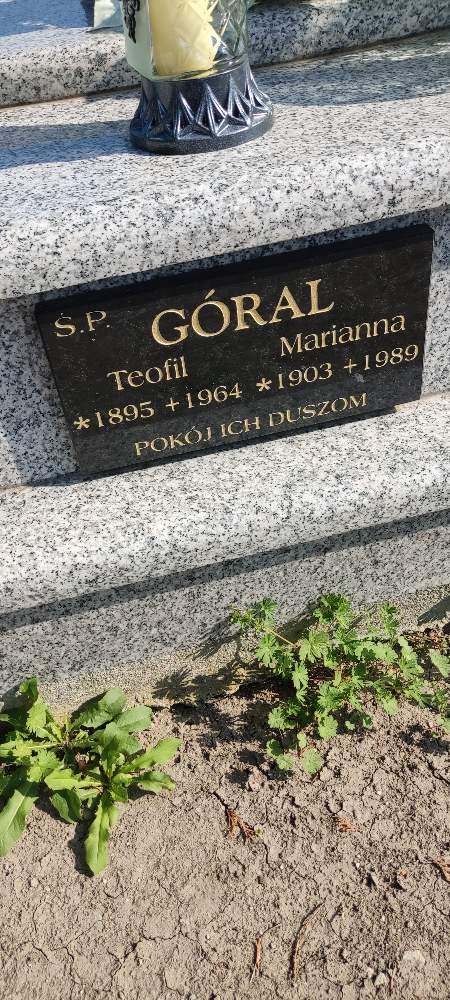 Ś.P. GÓRAL
Teofil Marianna
*1895 +1964 *1903 +1989
POKÓJ ICH DUSZOM